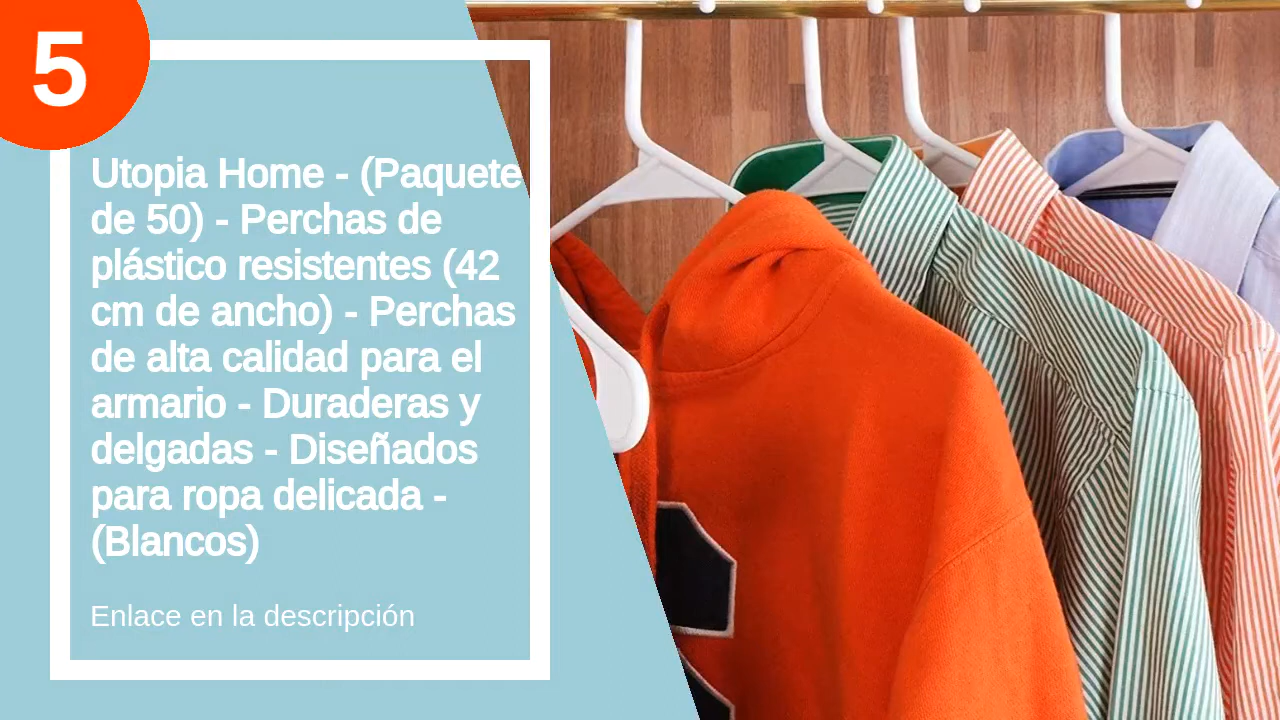 5
Utopia Home - (Paquete
de 50) - Perchas de
plástico resistentes (42
cm de ancho) - Perchas
de alta calidad para el
armario - Duraderas y
delgadas - Diseñados
para ropa delicada -
(Blancos)
Enlace en la descripción